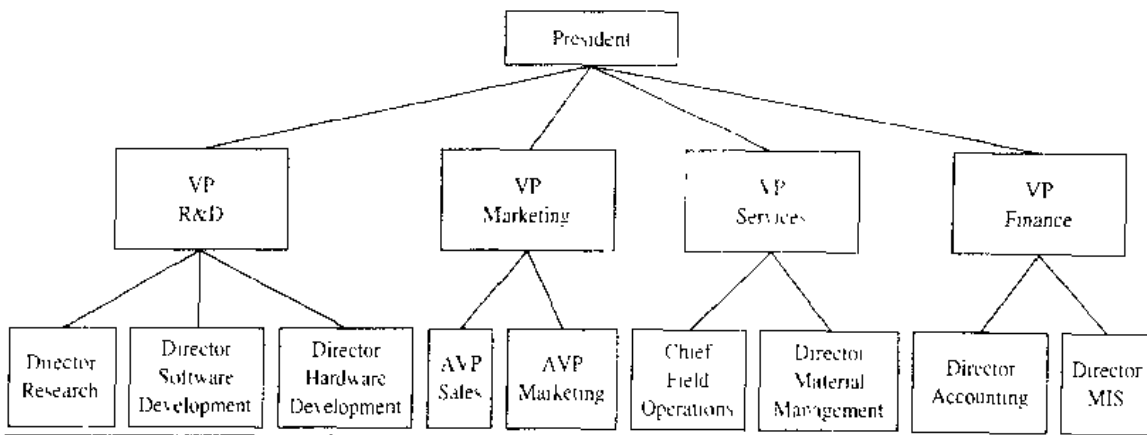 President
VP
R&D
VP
Marketing
VP
Services
VP
Finance
Director
Research
Director
Software
Development
Director
Hardware
Development
AVP
Sales
AVP
Marketing
Chief
Field
Operations
Director
Material
Management
Director
Accounting
Director
MIS